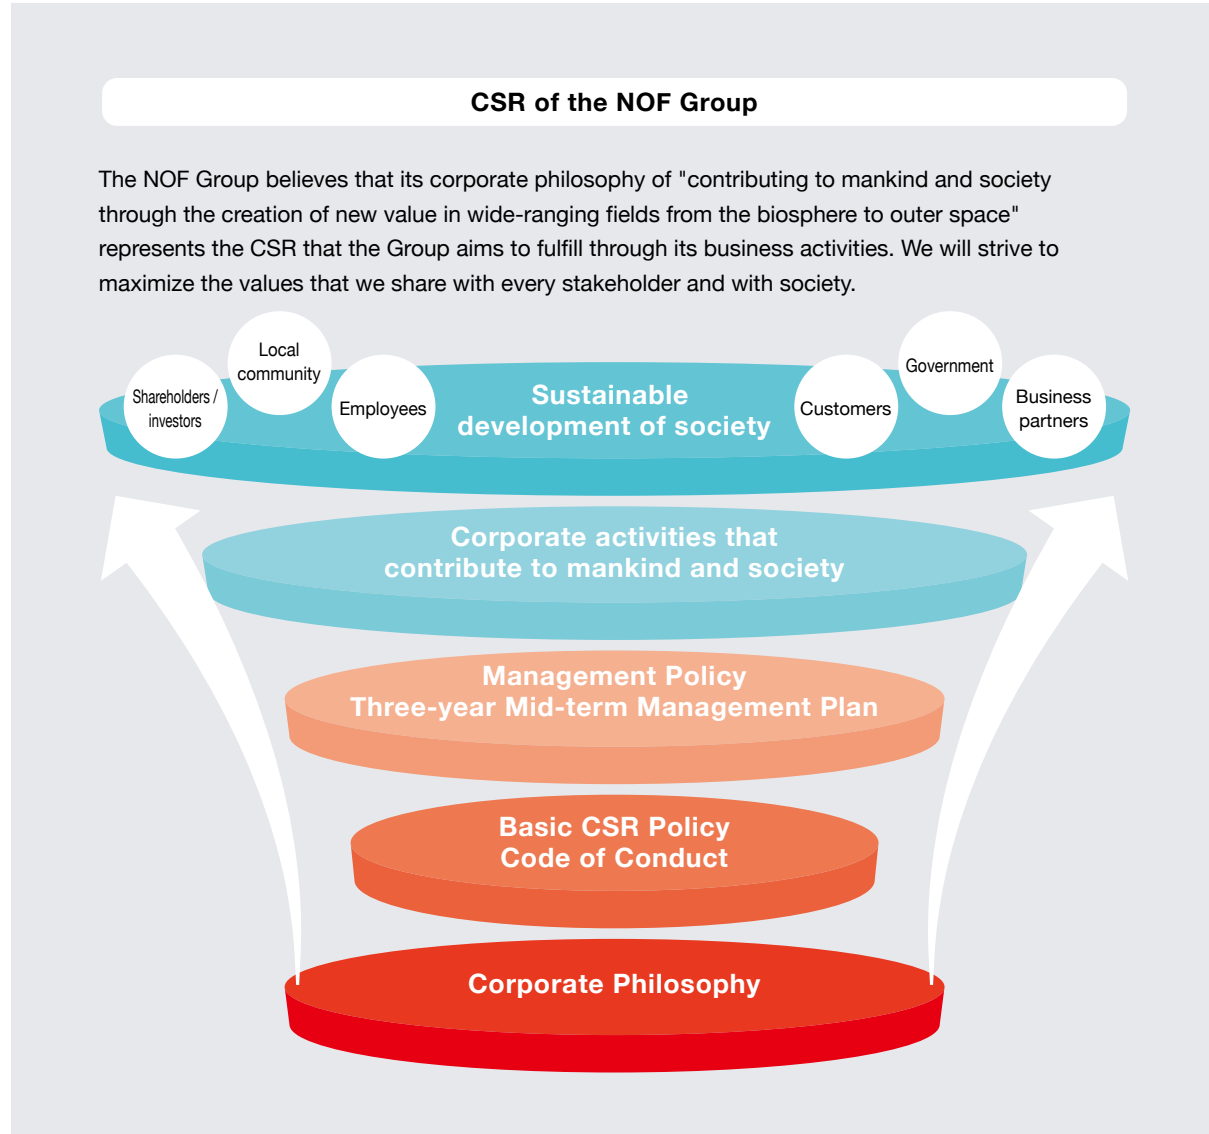 CSR of the NOF Group
The NOF Group believes that its corporate philosophy of "contributing to mankind and society
through the creation of new value in wide-ranging fields from the biosphere to outer space"
represents the CSR that the Group aims to fulfill through its business activities. We will strive to
maximize the values that we share with every stakeholder and with society.
Shareholders /
investors
Local
community
Employees
Sustainable
development of society
Customers
Government
Business
partners
Corporate activities that
contribute to mankind and society
Management Policy
Three-year Mid-term Management Plan
Basic CSR Policy
Code of Conduct
Corporate Philosophy